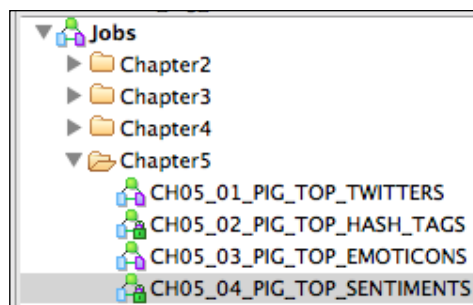 Jobs
Chapter2
Chapter3
Chapter4
Chapter5
CH05_01_PIG_TOP_TWITTERS
CH05_02_PIG_TOP_HASH_TAGS
CH05_03_PIG_TOP_EMOTICONS
CH05_04_PIG_TOP_SENTIMENTS